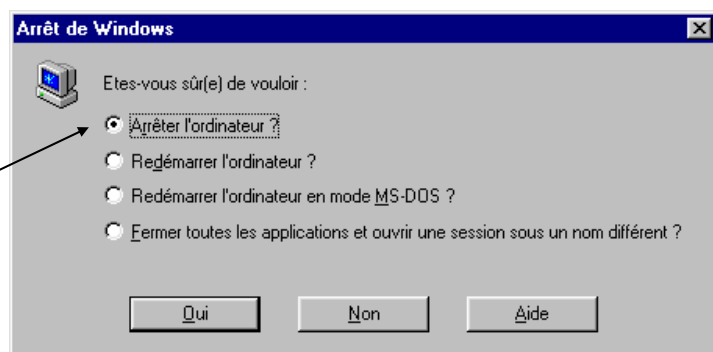 Arrêt de Windows
Etes-vous sûr(e) de vouloir :
Arrêter l'ordinateur ?
Redémarrer l'ordinateur ?
Redémarrer l'ordinateur en mode MS-DOS ?
Fermer toutes les applications et ouvrir une session sous un nom différent ?
Oui Non Aide